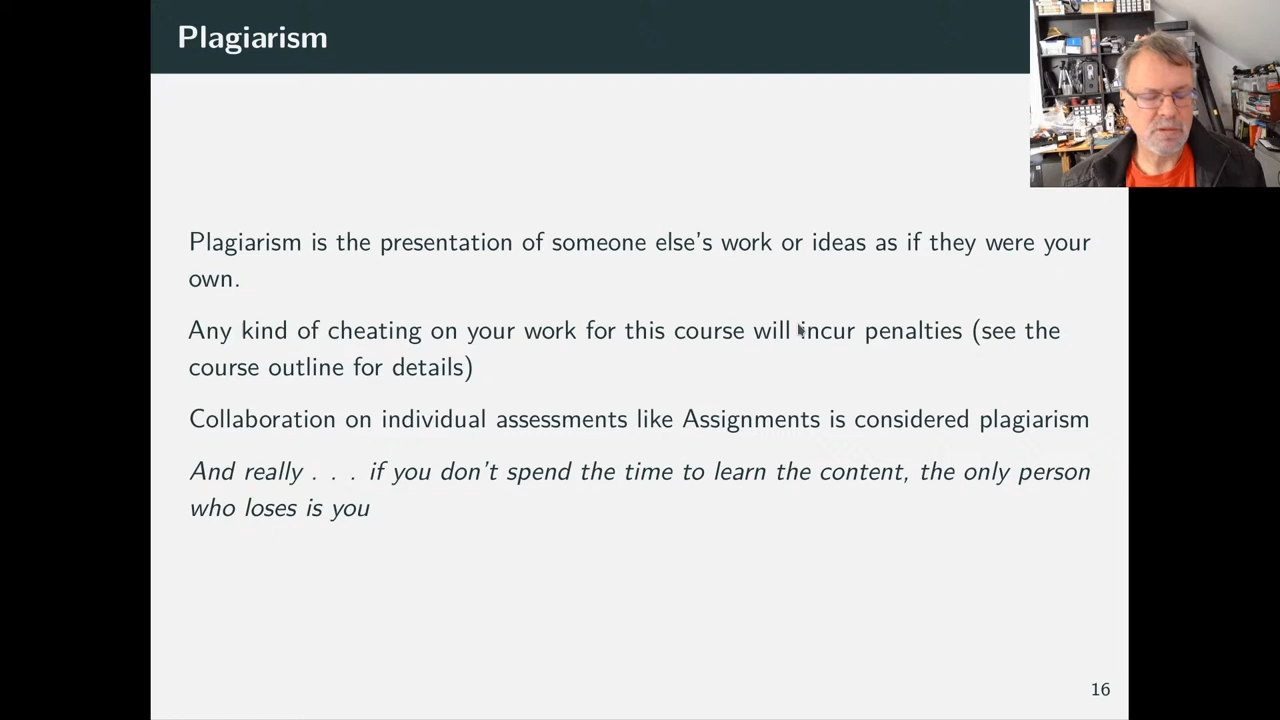 Plagiarism
Plagiarism is the presentation of someone else's work or ideas as if they were your
own.
Any kind of cheating on your work for this course will incur penalties (see the
course outline for details)
Collaboration on individual assessments like Assignments is considered plagiarism
And really . . . if you don't spend the time to learn the content, the only person
who loses is you
16